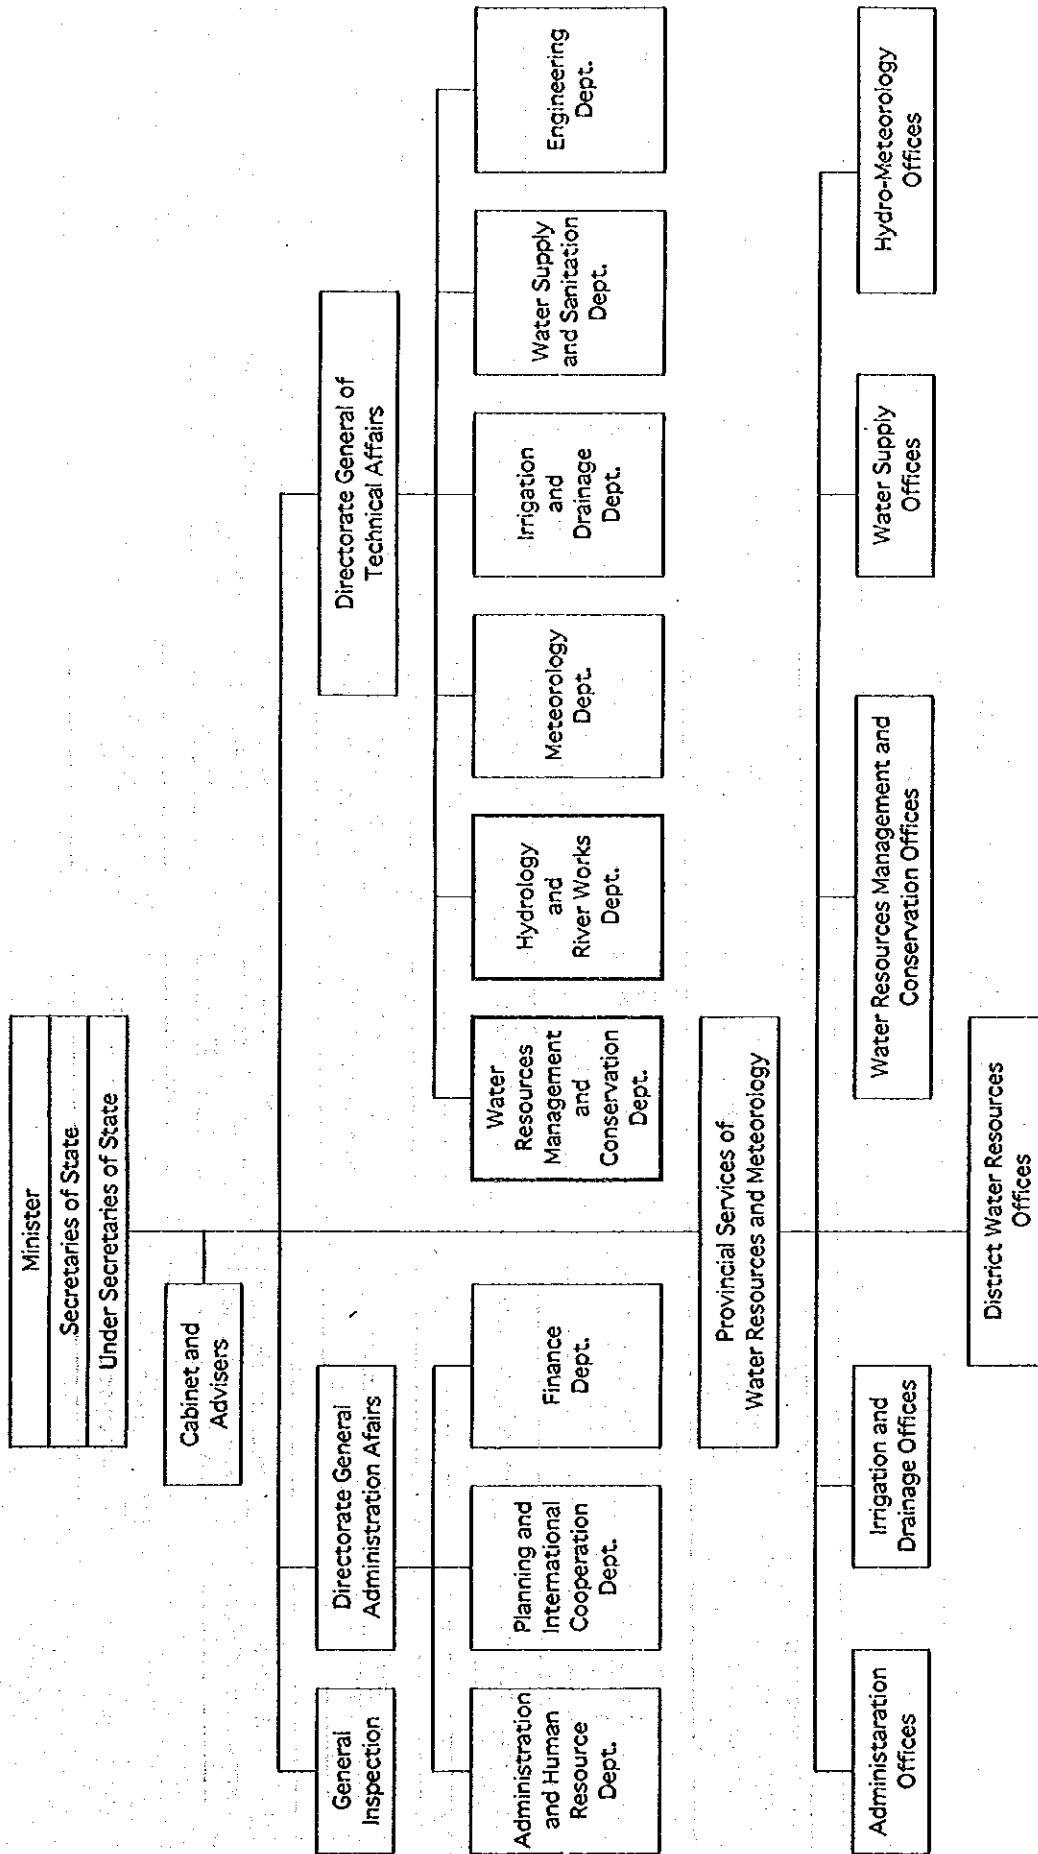 Minister
Secretaries of State
Under Secretaries of State
Cabinet and
Advisers
General
Inspection
Directorate General
Administration Afairs
Directorate General of
Technical Affairs
Administration
and Human
Resource
Dept.
Planning and
International
Cooperation
Dept.
Finance
Dept.
Water
Resources
Management
and
Conservation
Dept.
Hydrology
and
River Works
Dept.
Meteorology
Dept.
Irrigation
and
Drainage
Dept.
Water Supply
and Sanitation
Dept.
Engineering
Dept.
Provincial Services of
Water Resources and Meteorology
Administaration
Offices
Irrigation and
Drainage Offices
Water Resources Management and
Conservation Offices
Water Supply
Offices
Hydro-Meteorology
Offices
District Water Resources
Offices